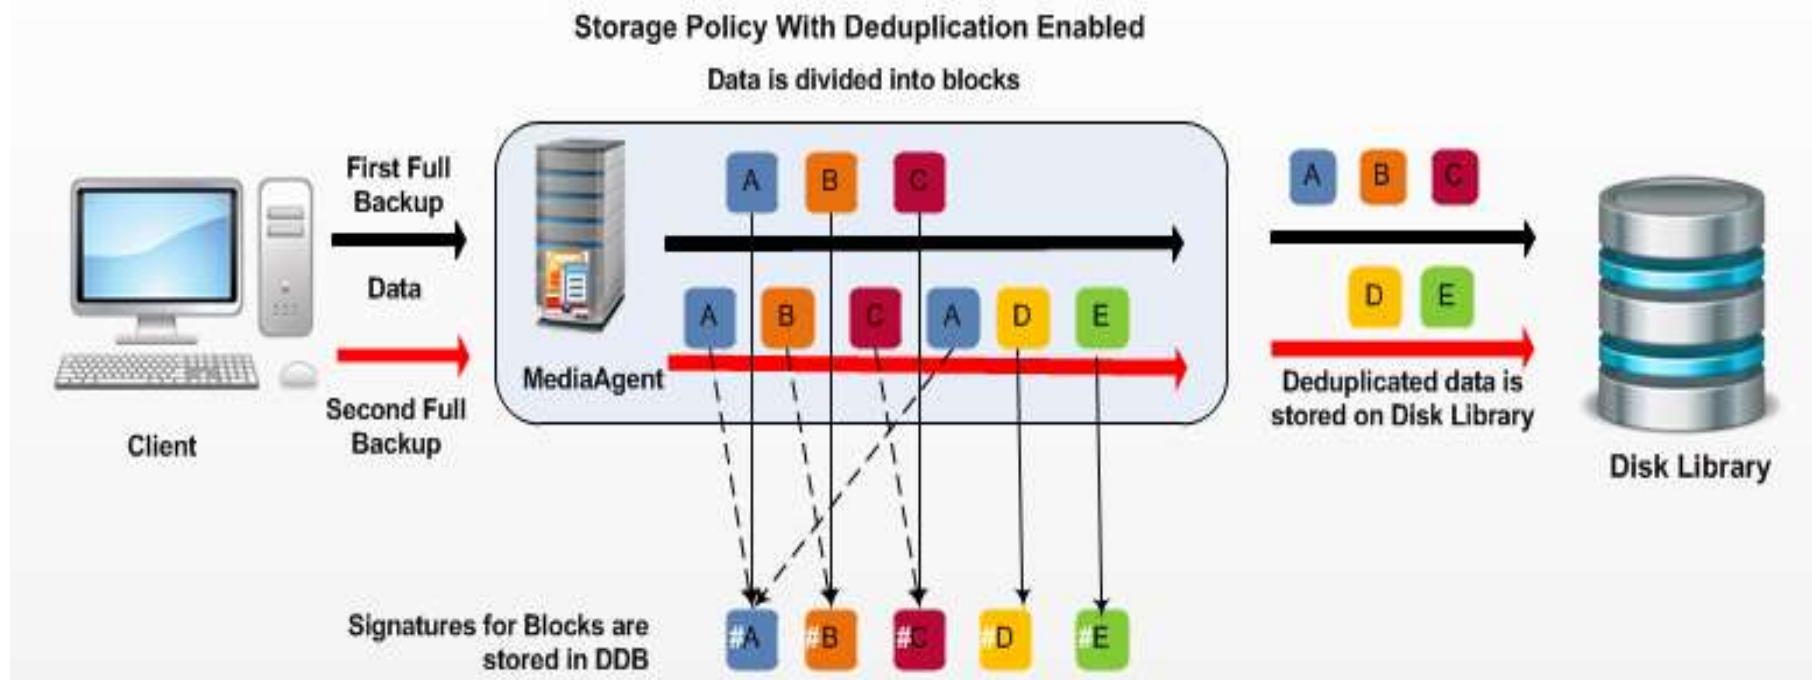 Storage Policy With Deduplication Enabled
Data is divided into blocks
First Full
Backup
Data
Second Full
Backup
Client
MediaAgent
A B C
A B C A D E
A B C
D E
Deduplicated data is
stored on Disk Library
Disk Library
Signatures for Blocks are
stored in DDB
#A #B #C #D #E